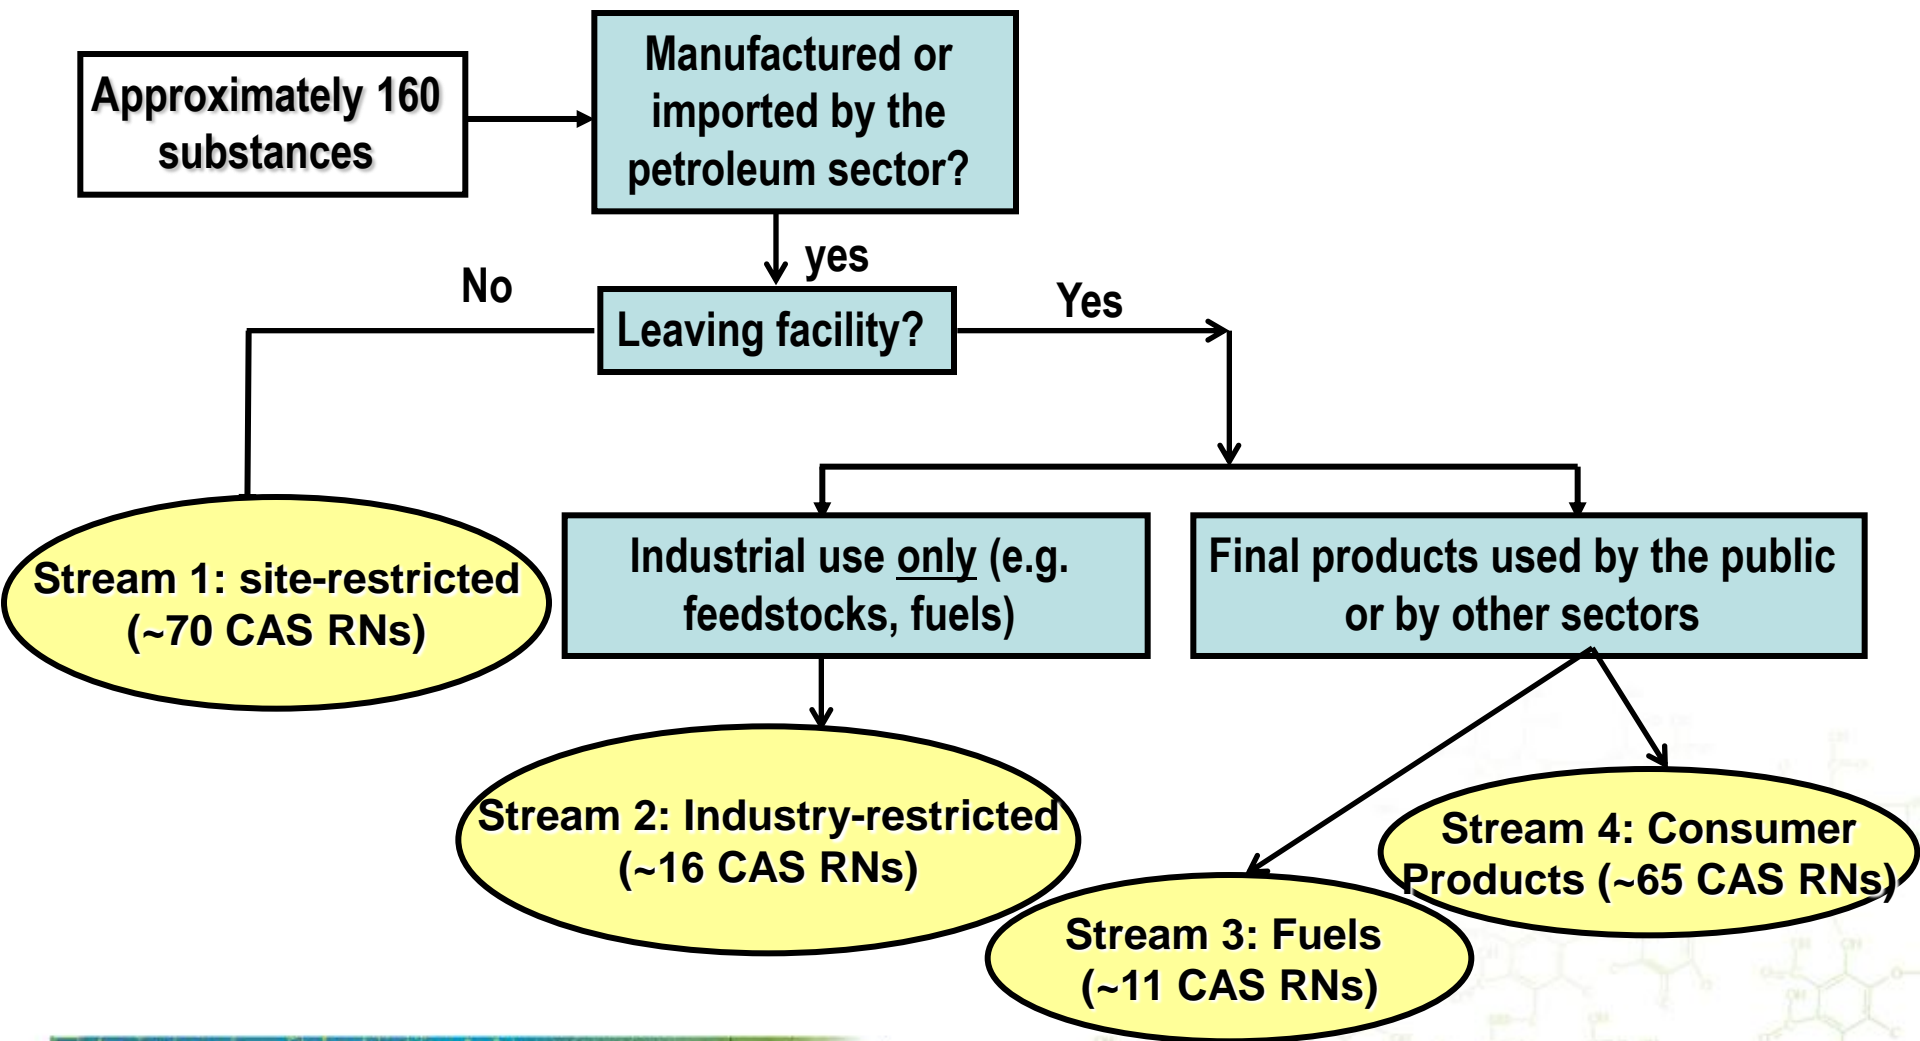 Approximately 160
substances
Manufactured or
imported by the
petroleum sector?
yes
No
Leaving facility?
Yes
Stream 1: site-restricted
(~70 CAS RNs)
Industrial use only (e.g.
feedstocks, fuels)
Final products used by the public
or by other sectors
Stream 2: Industry-restricted
(~16 CAS RNs)
Stream 3: Fuels
(~11 CAS RNs)
Stream 4: Consumer
Products (~65 CAS RNs)